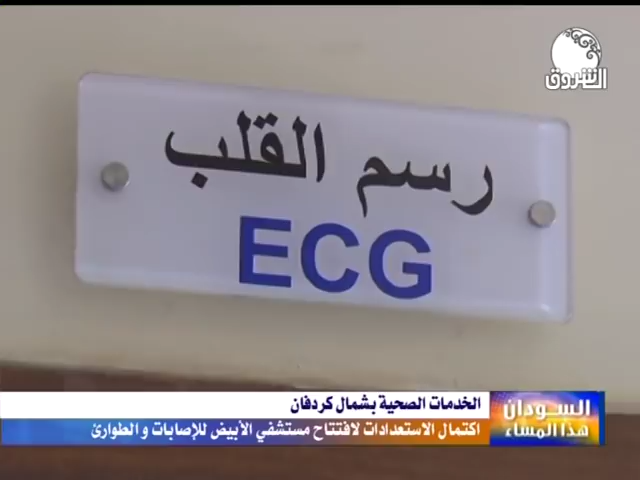 الشروق
رسم القلب
ECG
الخدمات الصحية بشمال كردفان
اكتمال الاستعدادات لافتتاح مستشفي الأبيض للإصابات و الطوارئ
السودان
هذا المساء